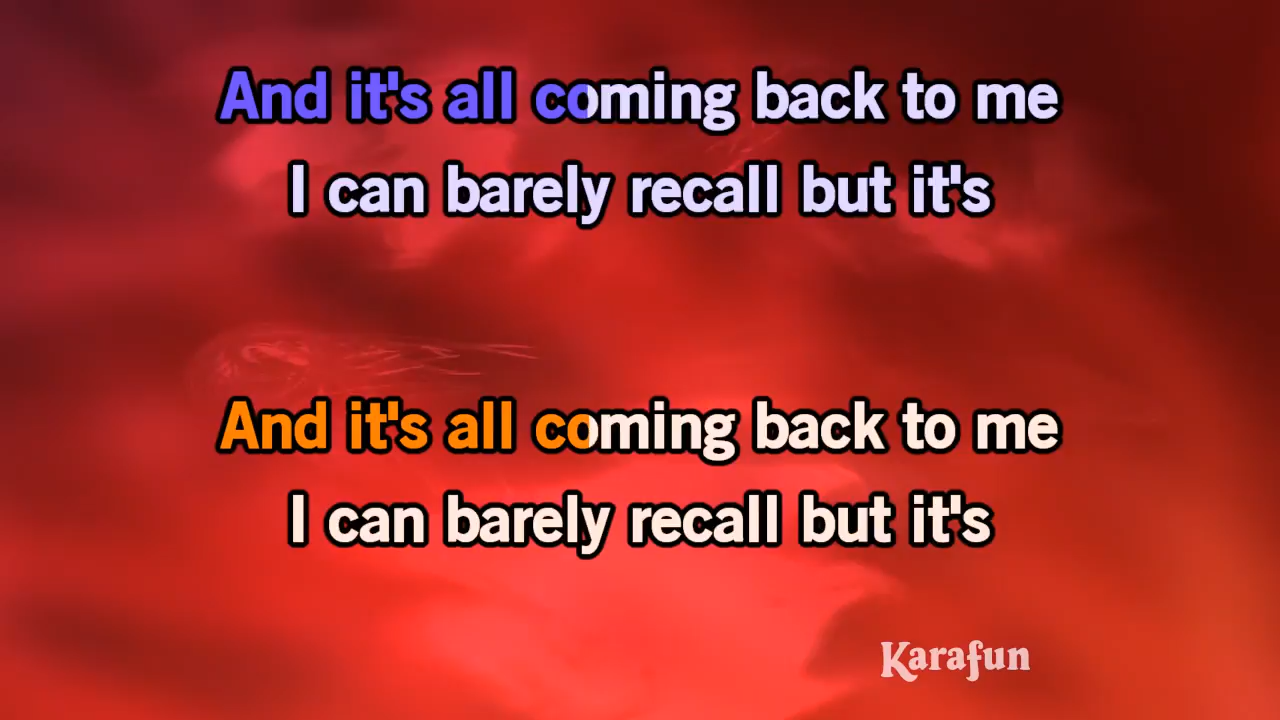 And it's all coming back to me
I can barely recall but it's
And it's all coming back to me
I can barely recall but it's
Karafun